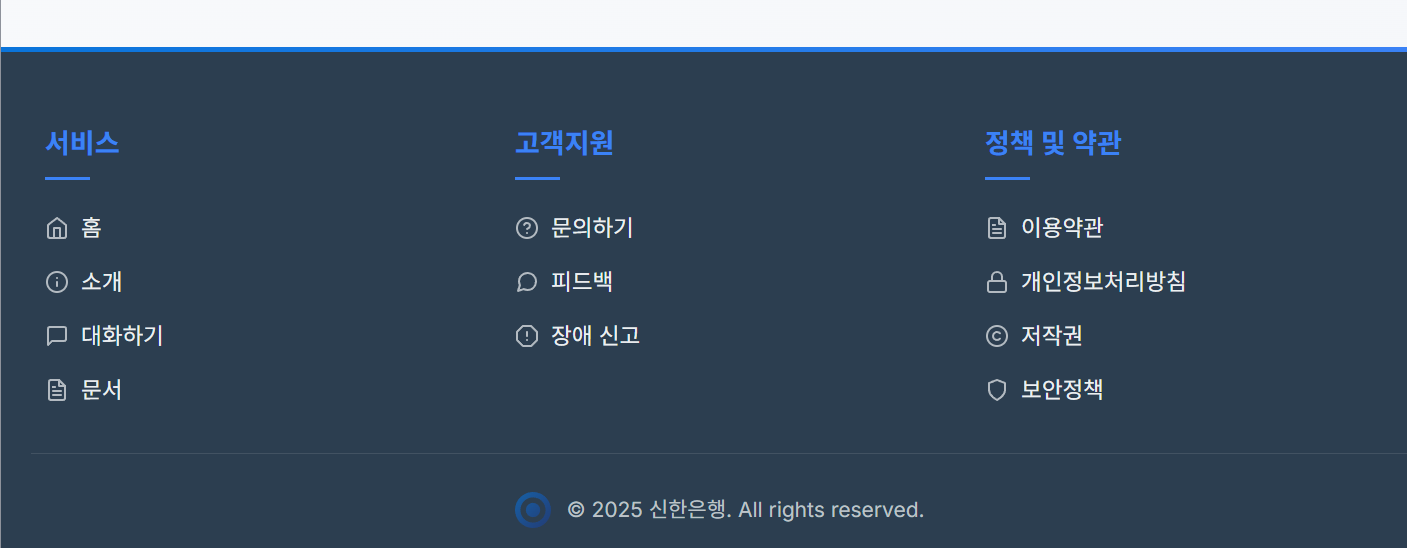 서비스
홈
소개
대화하기
문서
고객지원
문의하기
피드백
장애 신고
정책 및 약관
이용약관
개인정보처리방침
저작권
보안정책
© 2025 신한은행. All rights reserved.